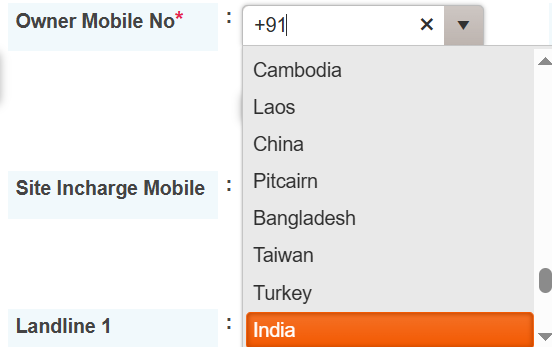 Owner Mobile No* : +91
Cambodia
Laos
China
Pitcairn
Site Incharge Mobile :
Bangladesh
Taiwan
Turkey
Landline 1 : India